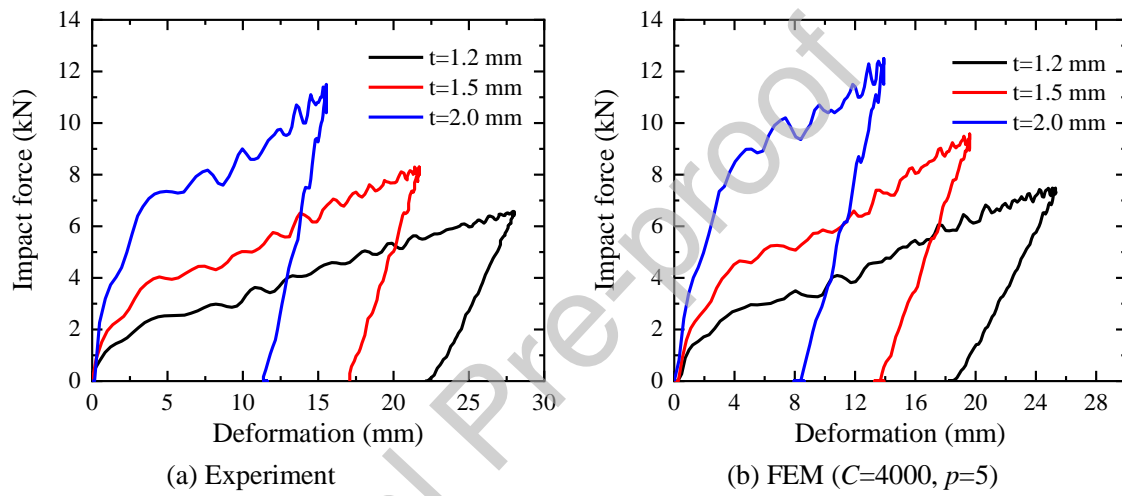 14
12
10
8
6
4
2
0
Impact force (kN)
t=1.2 mm
t=1.5 mm
t=2.0 mm
0 5 10 15 20 25 30
Deformation (mm)
(a) Experiment
14
12
10
8
6
4
2
0
Impact force (kN)
t=1.2 mm
t=1.5 mm
t=2.0 mm
0 4 8 12 16 20 24 28
Deformation (mm)
(b) FEM (C=4000, p=5)
l Pre-proof